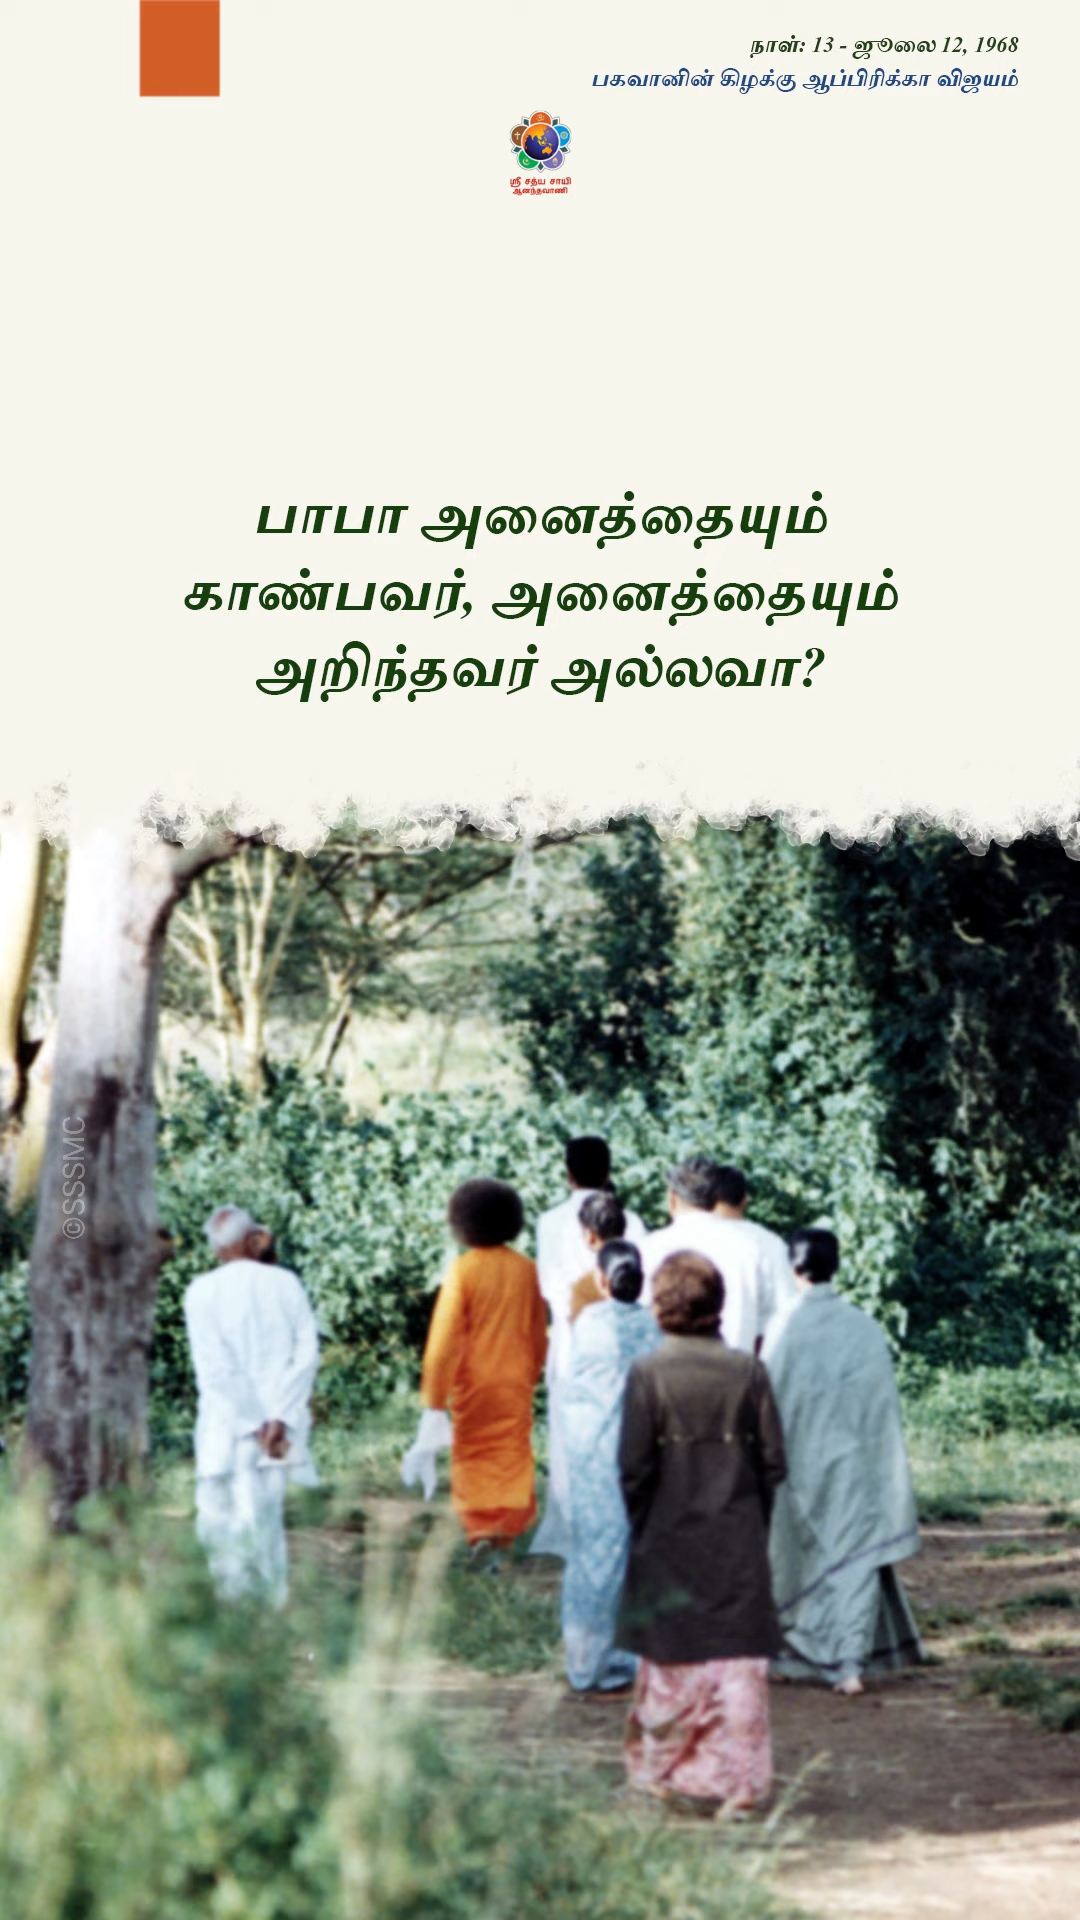 நாள்: 13 - ஜூலை 12, 1968
பகவானின் கிழக்கு ஆப்பிரிக்கா விஜயம்
ஸ்ரீ சத்ய சாயி
ஆனந்தவாணி
பாபா அனைத்தையும்
காண்பவர், அனைத்தையும்
அறிந்தவர் அல்லவா?
©SSSMC